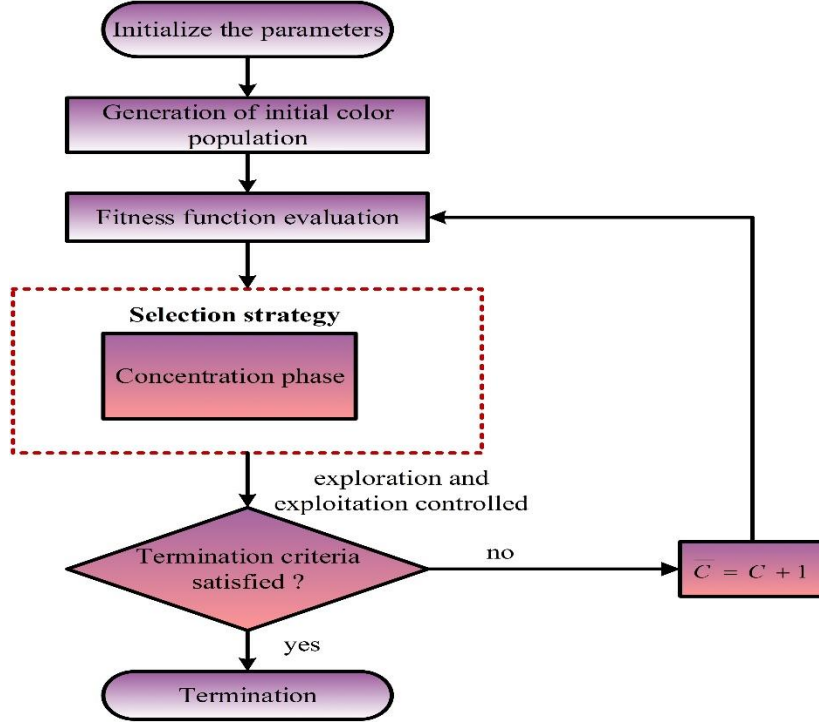 Initialize the parameters
Generation of initial color
population
Fitness function evaluation
Selection strategy
Concentration phase
exploration and
exploitation controlled
Termination criteria
satisfied ?
no
C̅ = C + 1
yes
Termination